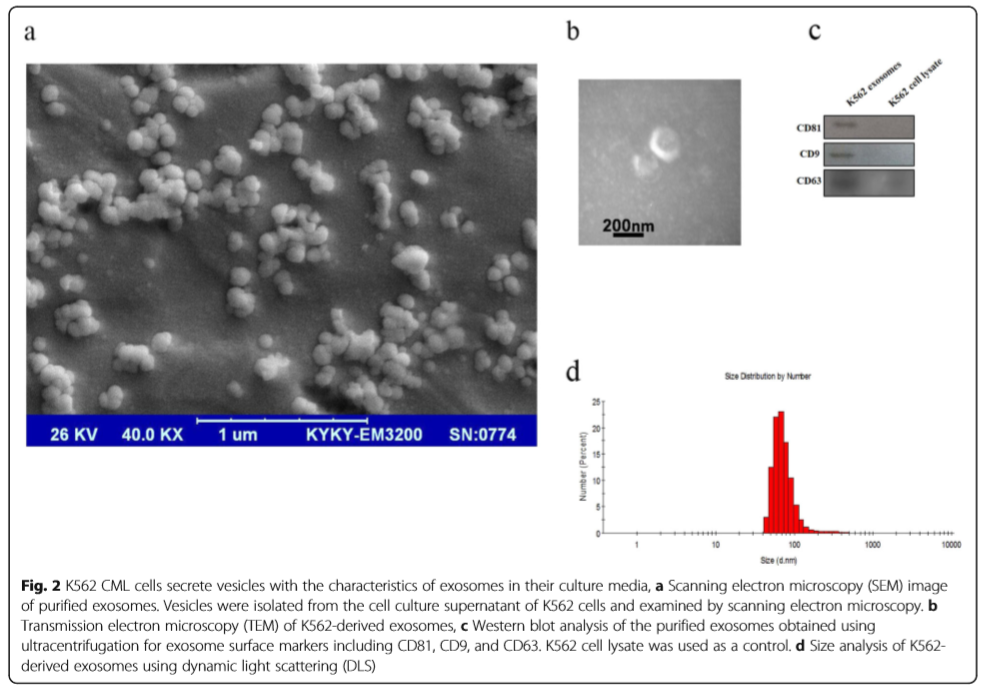 a
26 KV 40.0 KX 1 um KYKY-EM3200 SN:0774
b
200nm
c
K562 exosomes
K562 cell lysate
CD81
CD9
CD63
d
Size Distribution by Number
Number (Percent)
25
20
15
10
5
0
1 10 100 1000 10000
Size (d.nm)
Fig. 2 K562 CML cells secrete vesicles with the characteristics of exosomes in their culture media, a Scanning electron microscopy (SEM) image
of purified exosomes. Vesicles were isolated from the cell culture supernatant of K562 cells and examined by scanning electron microscopy. b
Transmission electron microscopy (TEM) of K562-derived exosomes, c Western blot analysis of the purified exosomes obtained using
ultracentrifugation for exosome surface markers including CD81, CD9, and CD63. K562 cell lysate was used as a control. d Size analysis of K562-
derived exosomes using dynamic light scattering (DLS)